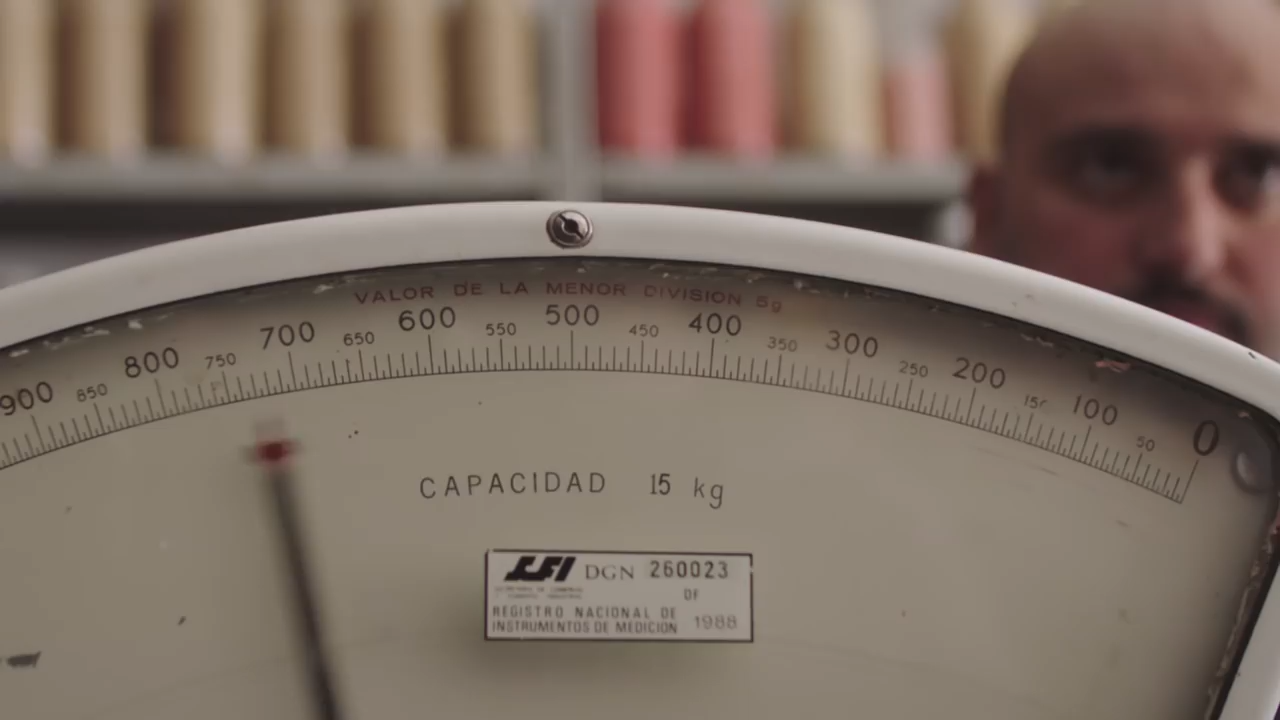 VALOR DE LA MENOR DIVISION 5g
900 850 800 750 700 650 600 550 500 450 400 350 300 250 200 100 50 0
CAPACIDAD 15 kg
SCFI DGN 260023
DF
REGISTRO NACIONAL DE
INSTRUMENTOS DE MEDICION 1988